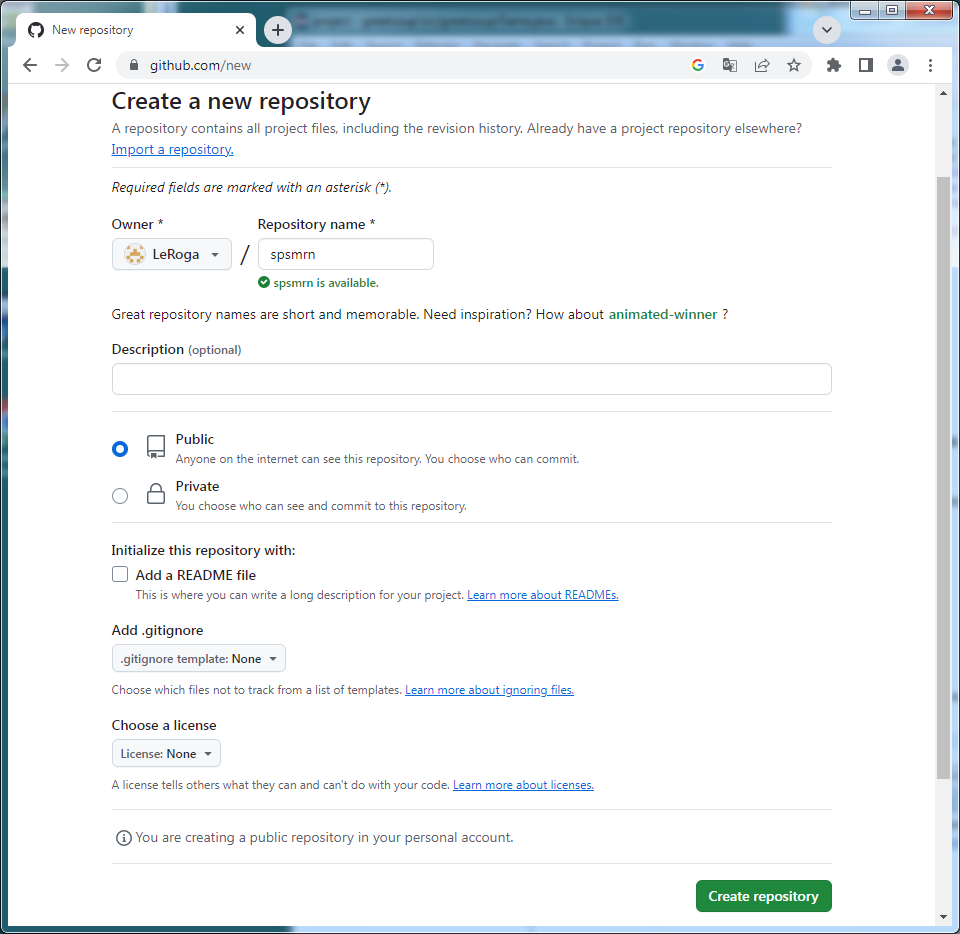 New repository
github.com/new
Create a new repository
A repository contains all project files, including the revision history. Already have a project repository elsewhere?
Import a repository.
Required fields are marked with an asterisk (*).
Owner * Repository name *
LeRoga / spsmrn
spsmrn is available.
Great repository names are short and memorable. Need inspiration? How about animated-winner ?
Description (optional)
Public
Anyone on the internet can see this repository. You choose who can commit.
Private
You choose who can see and commit to this repository.
Initialize this repository with:
Add a README file
This is where you can write a long description for your project. Learn more about READMEs.
Add .gitignore
.gitignore template: None
Choose which files not to track from a list of templates. Learn more about ignoring files.
Choose a license
License: None
A license tells others what they can and can't do with your code. Learn more about licenses.
You are creating a public repository in your personal account.
Create repository